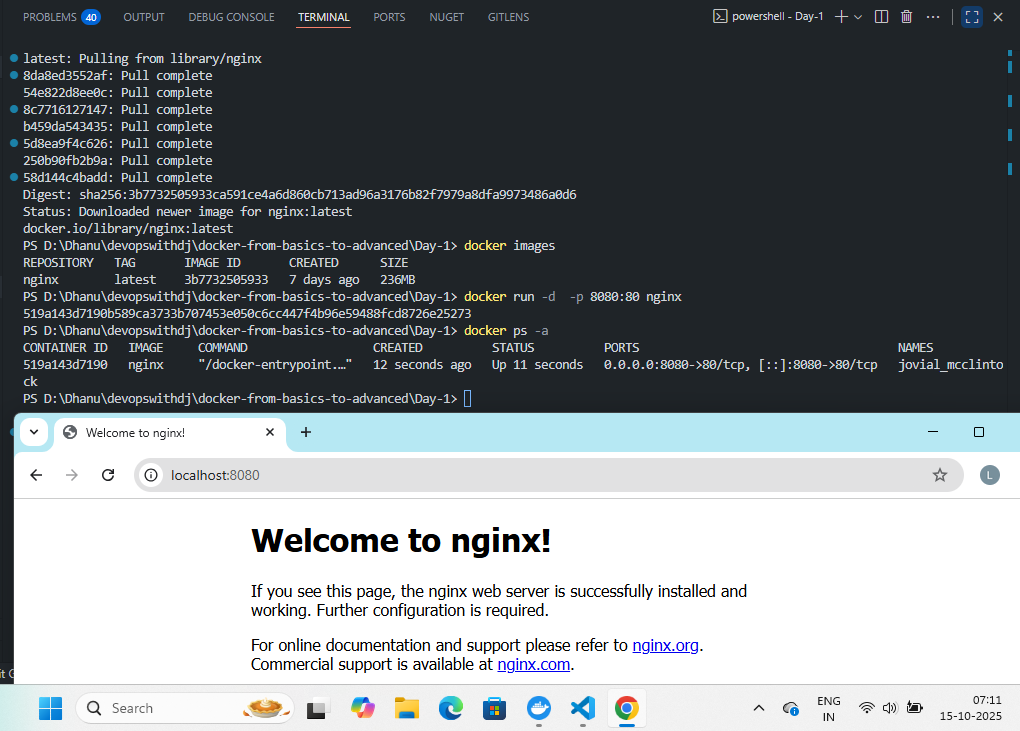 PROBLEMS 40 OUTPUT DEBUG CONSOLE TERMINAL PORTS NUGET GITLENS powershell - Day-1
latest: Pulling from library/nginx
8da8ed3552af: Pull complete
54e822d8ee0c: Pull complete
8c7716127147: Pull complete
b459da543435: Pull complete
5d8ea9f4c626: Pull complete
250b90fb2b9a: Pull complete
58d144c4badd: Pull complete
Digest: sha256:3b7732505933ca591ce4a6d860cb713ad96a3176b82f7979a8dfa9973486a0d6
Status: Downloaded newer image for nginx:latest
docker.io/library/nginx:latest
PS D:\Dhanu\devopswithdj\docker-from-basics-to-advanced\Day-1> docker images
REPOSITORY TAG IMAGE ID CREATED SIZE
nginx latest 3b7732505933 7 days ago 236MB
PS D:\Dhanu\devopswithdj\docker-from-basics-to-advanced\Day-1> docker run -d -p 8080:80 nginx
519a143d7190b589ca3733b707453e050c6cc447f4b96e59488fcd8726e25273
PS D:\Dhanu\devopswithdj\docker-from-basics-to-advanced\Day-1> docker ps -a
CONTAINER ID IMAGE COMMAND CREATED STATUS PORTS NAMES
519a143d7190 nginx "/docker-entrypoint.…" 12 seconds ago Up 11 seconds 0.0.0.0:8080->80/tcp, [::]:8080->80/tcp jovial_mcclinto
ck
PS D:\Dhanu\devopswithdj\docker-from-basics-to-advanced\Day-1>
Welcome to nginx!
localhost:8080
L
Welcome to nginx!
If you see this page, the nginx web server is successfully installed and
working. Further configuration is required.
For online documentation and support please refer to nginx.org.
Commercial support is available at nginx.com.
Search
ENG
IN
07:11
15-10-2025